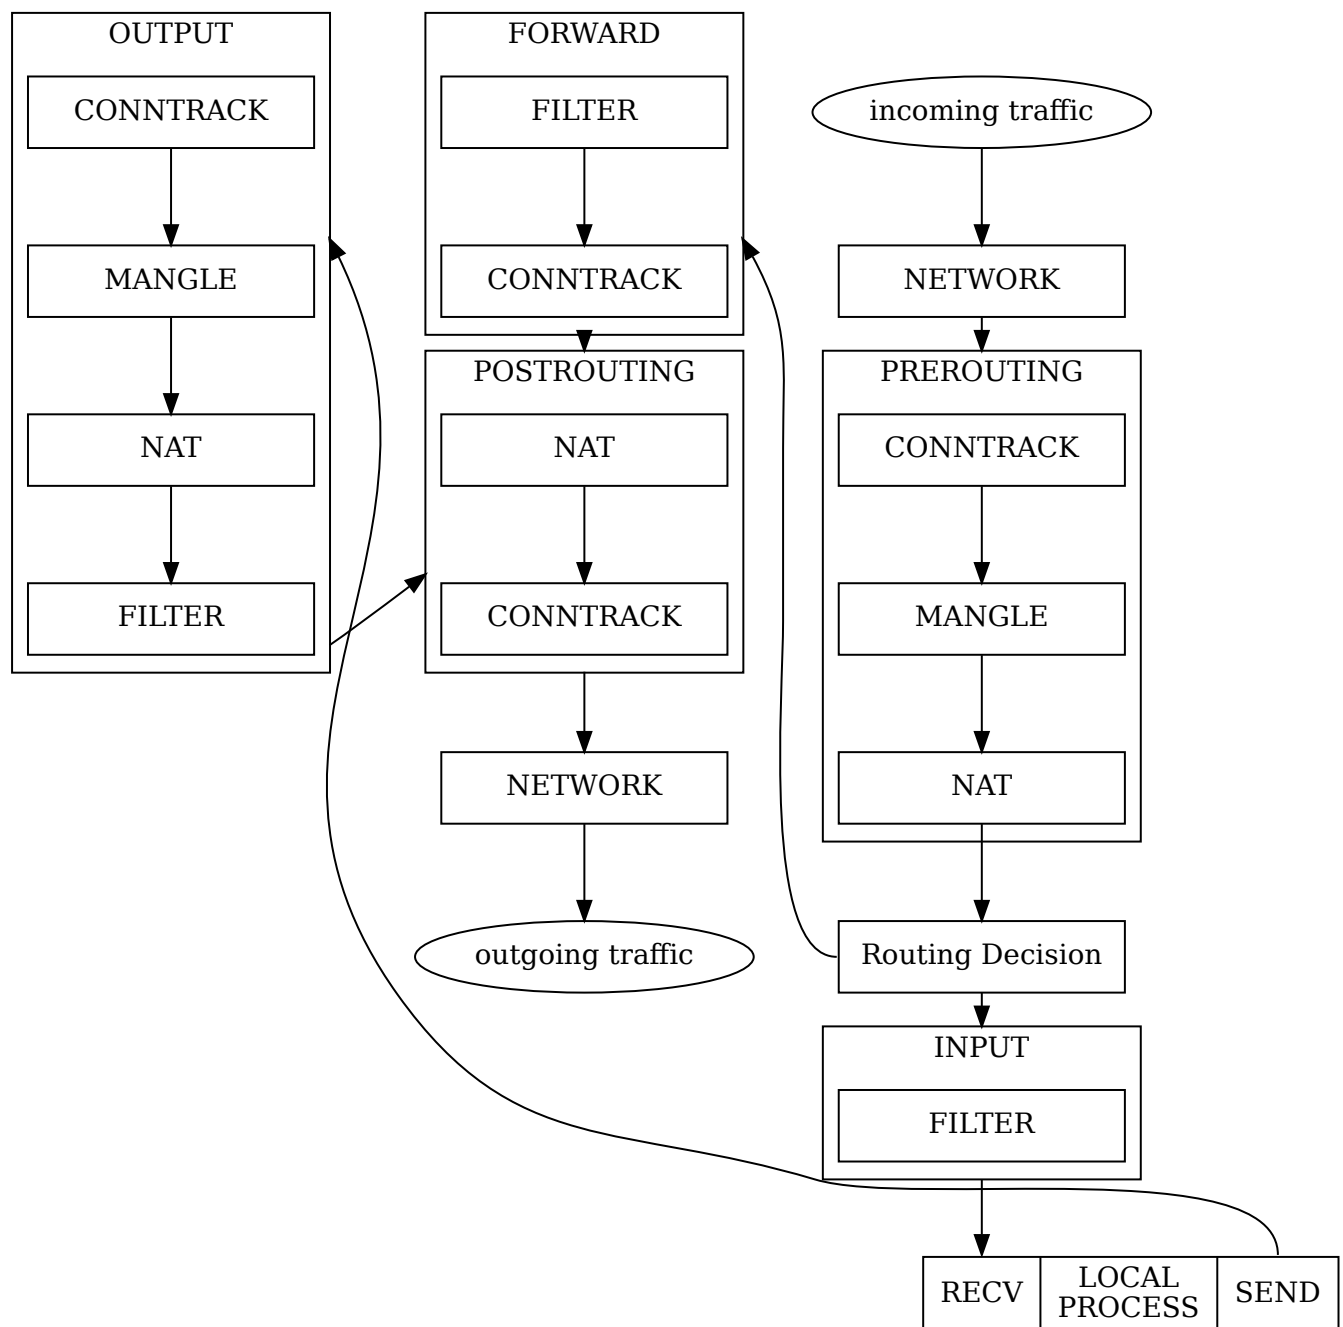 OUTPUT
CONNTRACK
MANGLE
NAT
FILTER
FORWARD
FILTER
CONNTRACK
POSTROUTING
NAT
CONNTRACK
NETWORK
outgoing traffic
incoming traffic
NETWORK
PREROUTING
CONNTRACK
MANGLE
NAT
Routing Decision
INPUT
FILTER
RECV
LOCAL
PROCESS
SEND